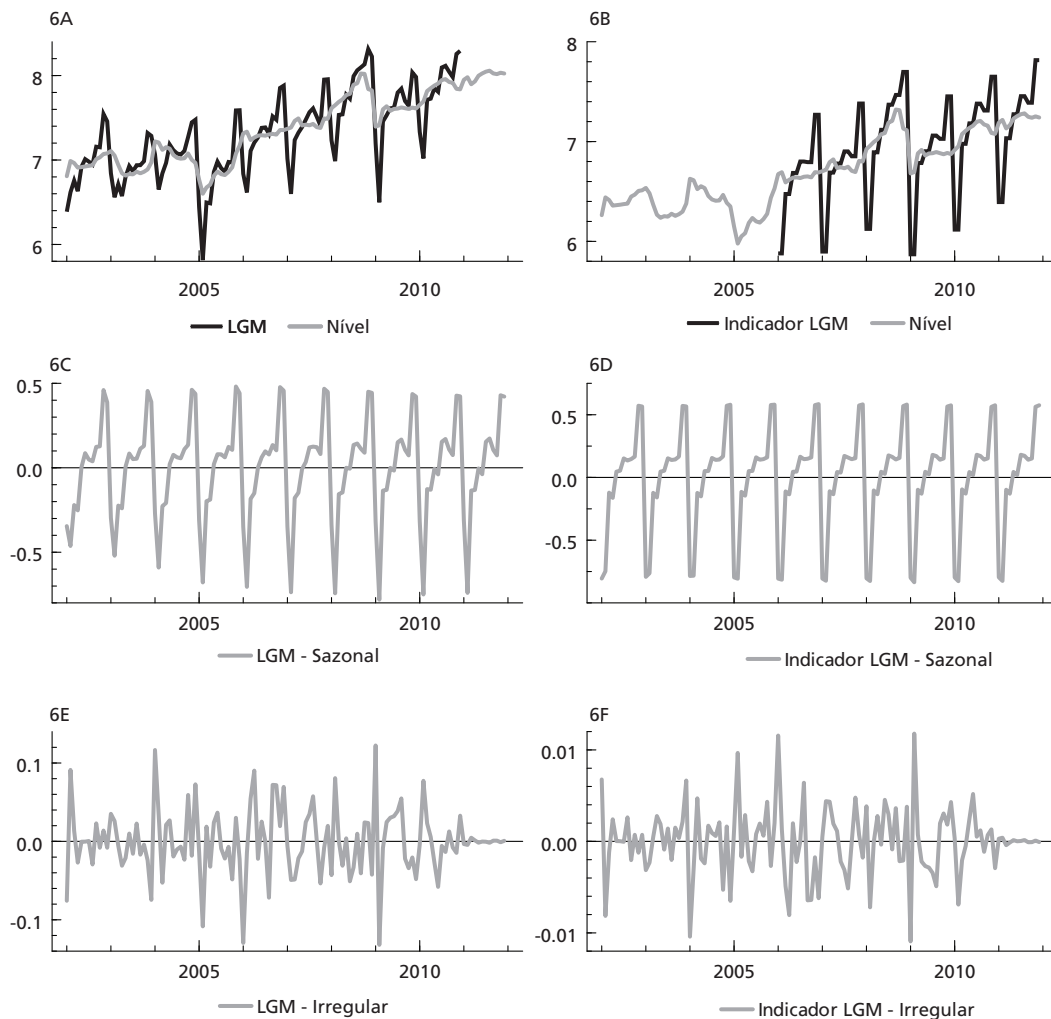 6A
8
7
6
2005
2010
LGM Nível
6B
8
7
6
2005
2010
Indicador LGM Nível
6C
0.5
0.0
-0.5
2005
2010
LGM - Sazonal
6D
0.5
0.0
-0.5
2005
2010
Indicador LGM - Sazonal
6E
0.1
0.0
-0.1
2005
2010
LGM - Irregular
6F
0.01
0.00
-0.01
2005
2010
Indicador LGM - Irregular